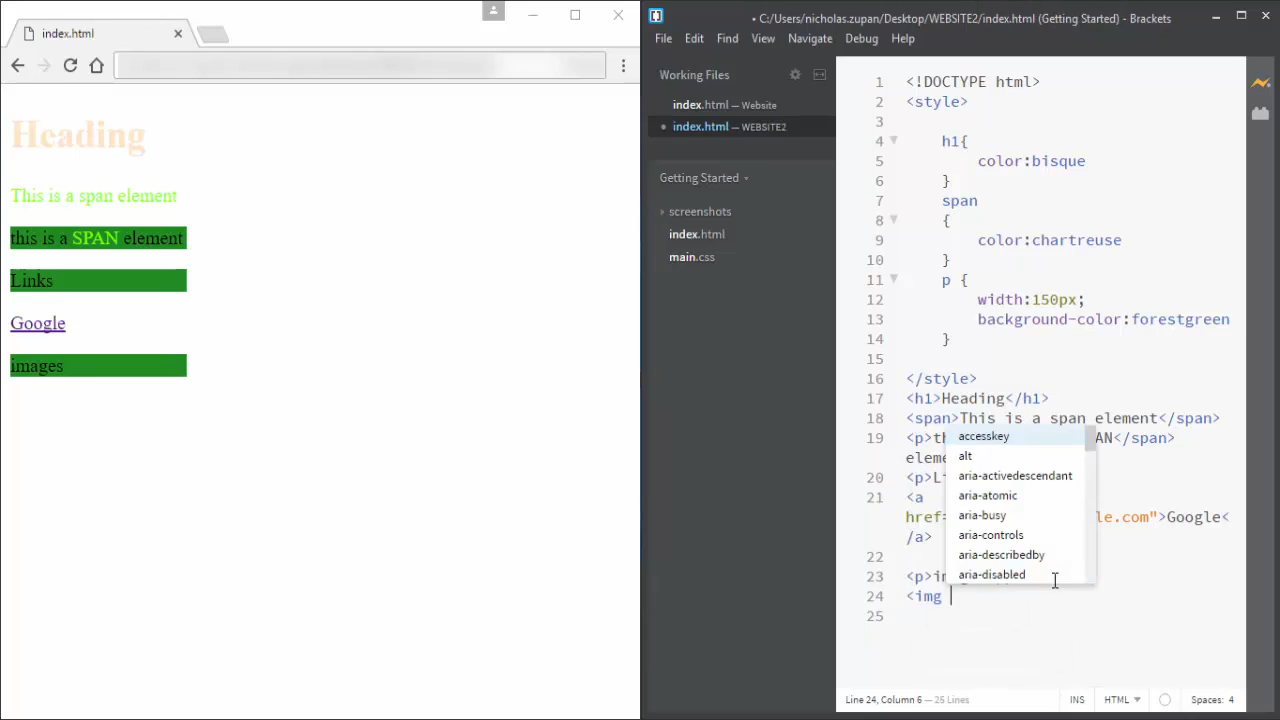 index.html
Heading
This is a span element
this is a SPAN element
Links
Google
images
• C:/Users/nicholas.zupan/Desktop/WEBSITE2/index.html (Getting Started) - Brackets
File Edit Find View Navigate Debug Help
Working Files
index.html — Website
index.html — WEBSITE2
Getting Started
screenshots
index.html
main.css
1 <!DOCTYPE html>
2 <style>
3
4 h1{
5 color:bisque
6 }
7 span
8 {
9 color:chartreuse
10 }
11 p {
12 width:150px;
13 background-color:forestgreen
14 }
15
16 </style>
17 <h1>Heading</h1>
18 <span>This is a span element</span>
19 <p>th AN</span>
eleme
20 <p>L
21 <a
href= le.com">Google<
/a>
22
23 <p>im
24 <img
25
accesskey
alt
aria-activedescendant
aria-atomic
aria-busy
aria-controls
aria-describedby
aria-disabled
Line 24, Column 6 — 26 Lines INS HTML Spaces: 4